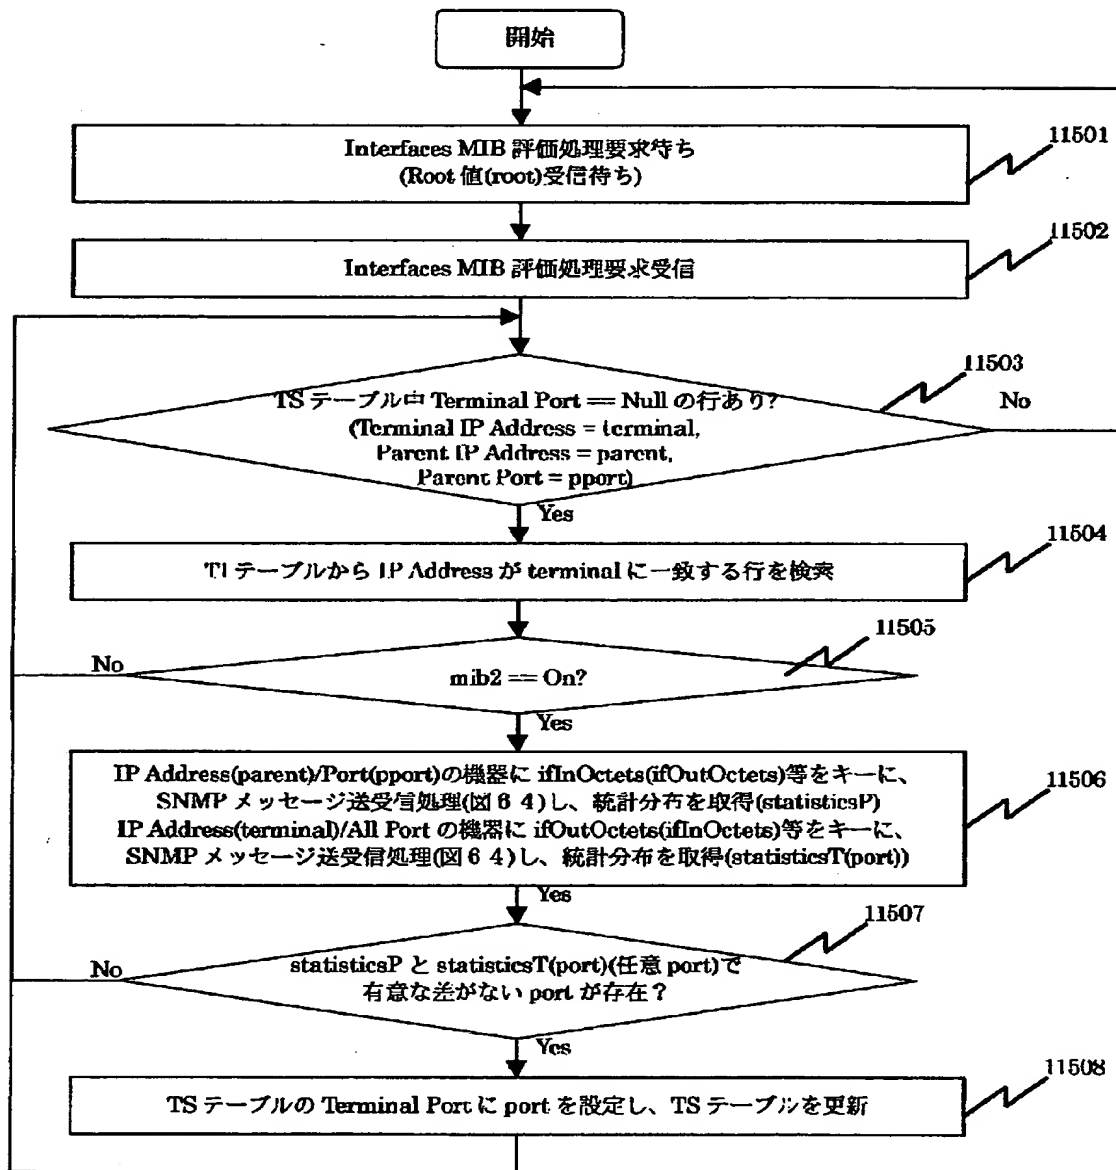 開始
Interfaces MIB 評価処理要求待ち
(Root 値(root)受信待ち)
11501
Interfaces MIB 評価処理要求受信
11502
TS テーブル中 Terminal Port == Null の行あり?
(Terminal IP Address = terminal,
Parent IP Address = parent,
Parent Port = pport)
11503
No
Yes
TI テーブルから IP Address が terminal に一致する行を検索
11504
mib2 == On?
11505
No
Yes
IP Address(parent)/Port(pport)の機器に ifInOctets(ifOutOctets)等をキーに、
SNMP メッセージ送受信処理(図６４)し、統計分布を取得(statisticsP)
IP Address(terminal)/All Port の機器に ifOutOctets(ifInOctets)等をキーに、
SNMP メッセージ送受信処理(図６４)し、統計分布を取得(statisticsT(port))
11506
Yes
statisticsP と statisticsT(port)(任意 port)で
有意な差がない port が存在？
11507
No
Yes
TS テーブルの Terminal Port に port を設定し、TS テーブルを更新
11508